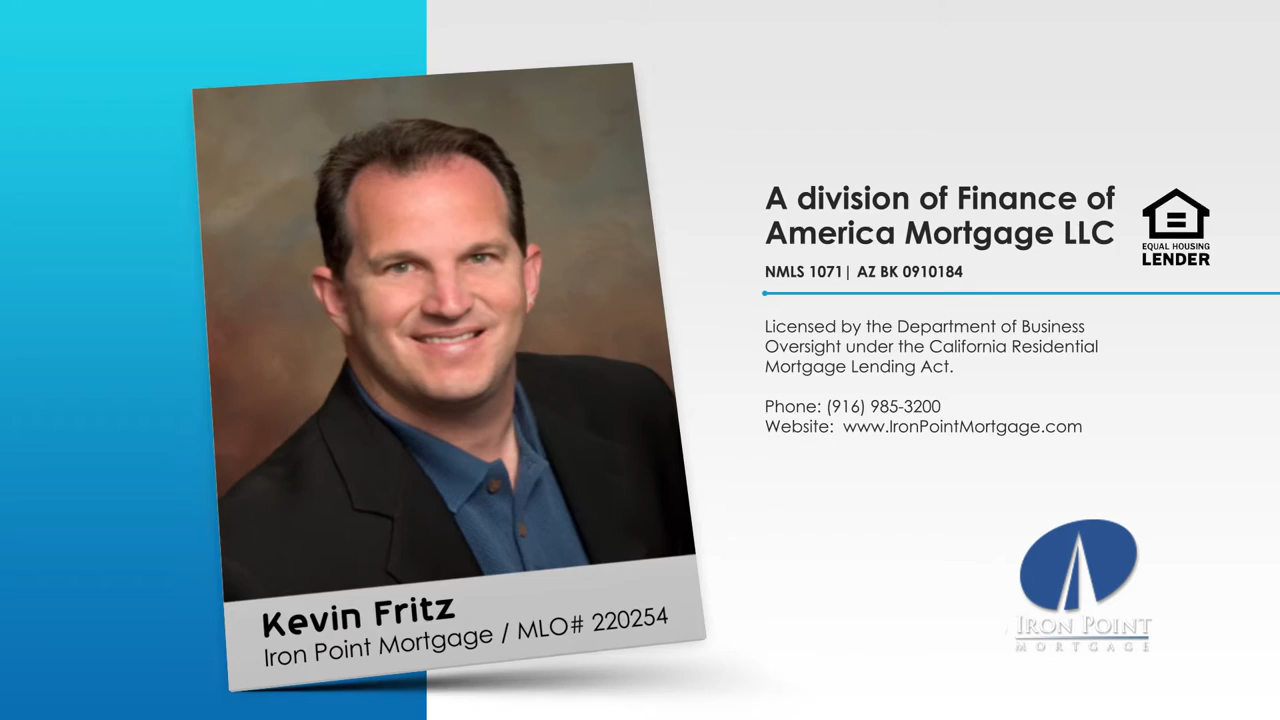 A division of Finance of
America Mortgage LLC
EQUAL HOUSING
LENDER
NMLS 1071| AZ BK 0910184
Licensed by the Department of Business
Oversight under the California Residential
Mortgage Lending Act.
Phone: (916) 985-3200
Website: www.IronPointMortgage.com
Kevin Fritz
Iron Point Mortgage / MLO# 220254
IRON POINT
MORTGAGE